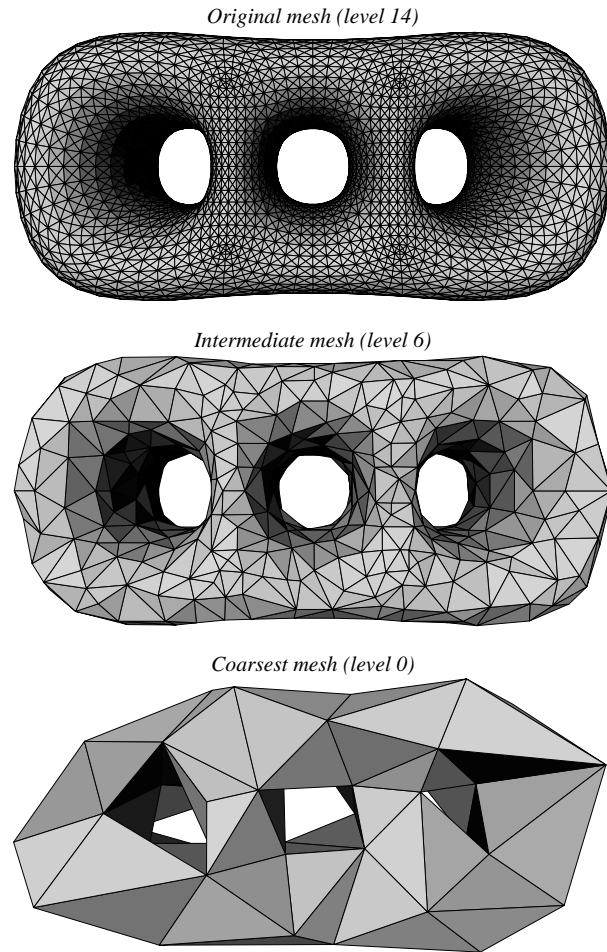 Original mesh (level 14)
Intermediate mesh (level 6)
Coarsest mesh (level 0)